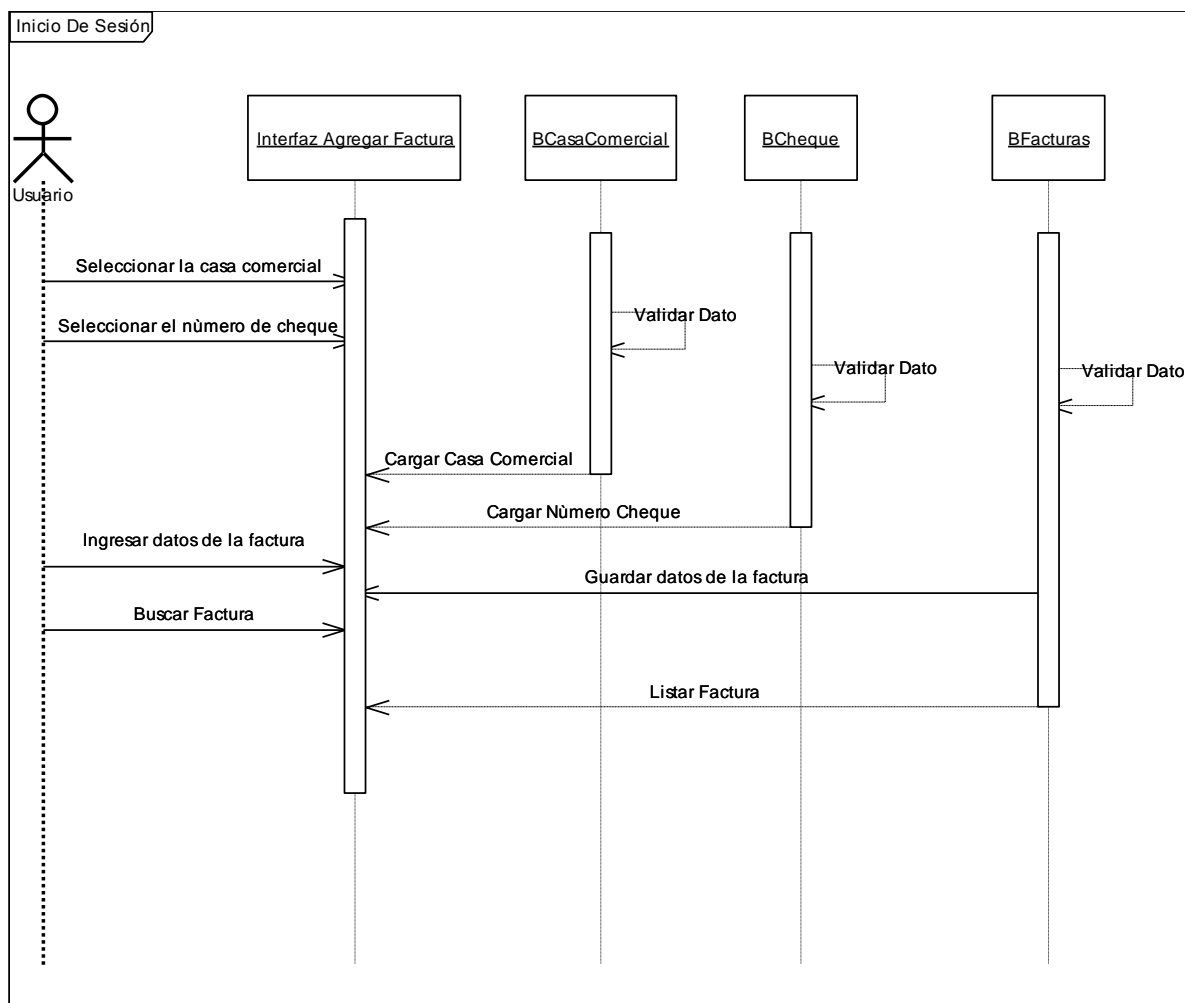 Inicio De Sesión
Usuario
Interfaz Agregar Factura
BCasaComercial
BCheque
BFacturas
Seleccionar la casa comercial
Validar Dato
Seleccionar el nùmero de cheque
Validar Dato
Validar Dato
Cargar Casa Comercial
Cargar Nùmero Cheque
Ingresar datos de la factura
Guardar datos de la factura
Buscar Factura
Listar Factura